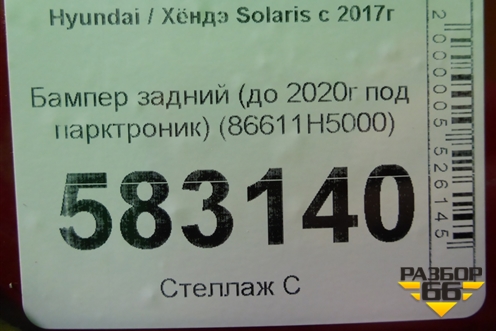 Hyundai / Хёндэ Solaris с 2017г
Бампер задний (до 2020г под
парктроник) (86611H5000)
583140
Стеллаж С
2000005526145
РАЗБОР
66